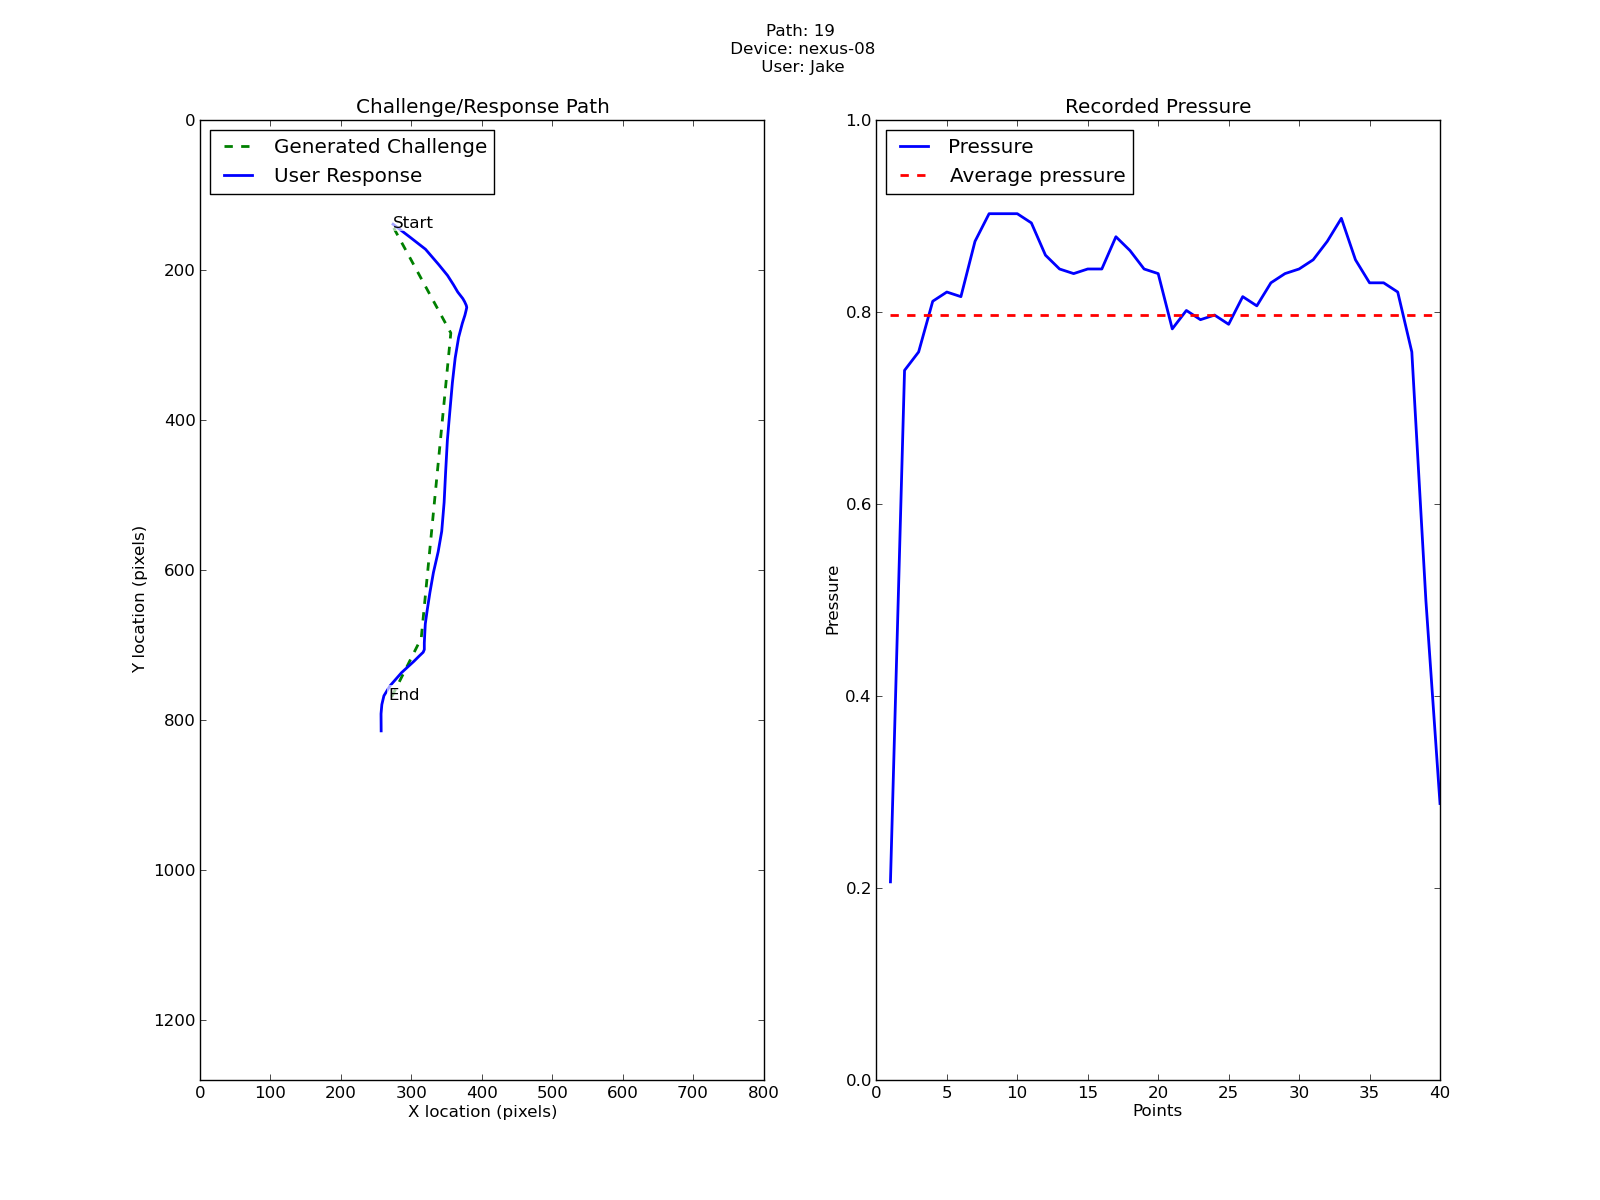 Path: 19
Device: nexus-08
User: Jake
Challenge/Response Path
Generated Challenge
User Response
Start
End
0
200
400
600
800
1000
1200
Y location (pixels)
0 100 200 300 400 500 600 700 800
X location (pixels)
Recorded Pressure
Pressure
Average pressure
1.0
0.8
0.6
0.4
0.2
0.0
Pressure
0 5 10 15 20 25 30 35 40
Points